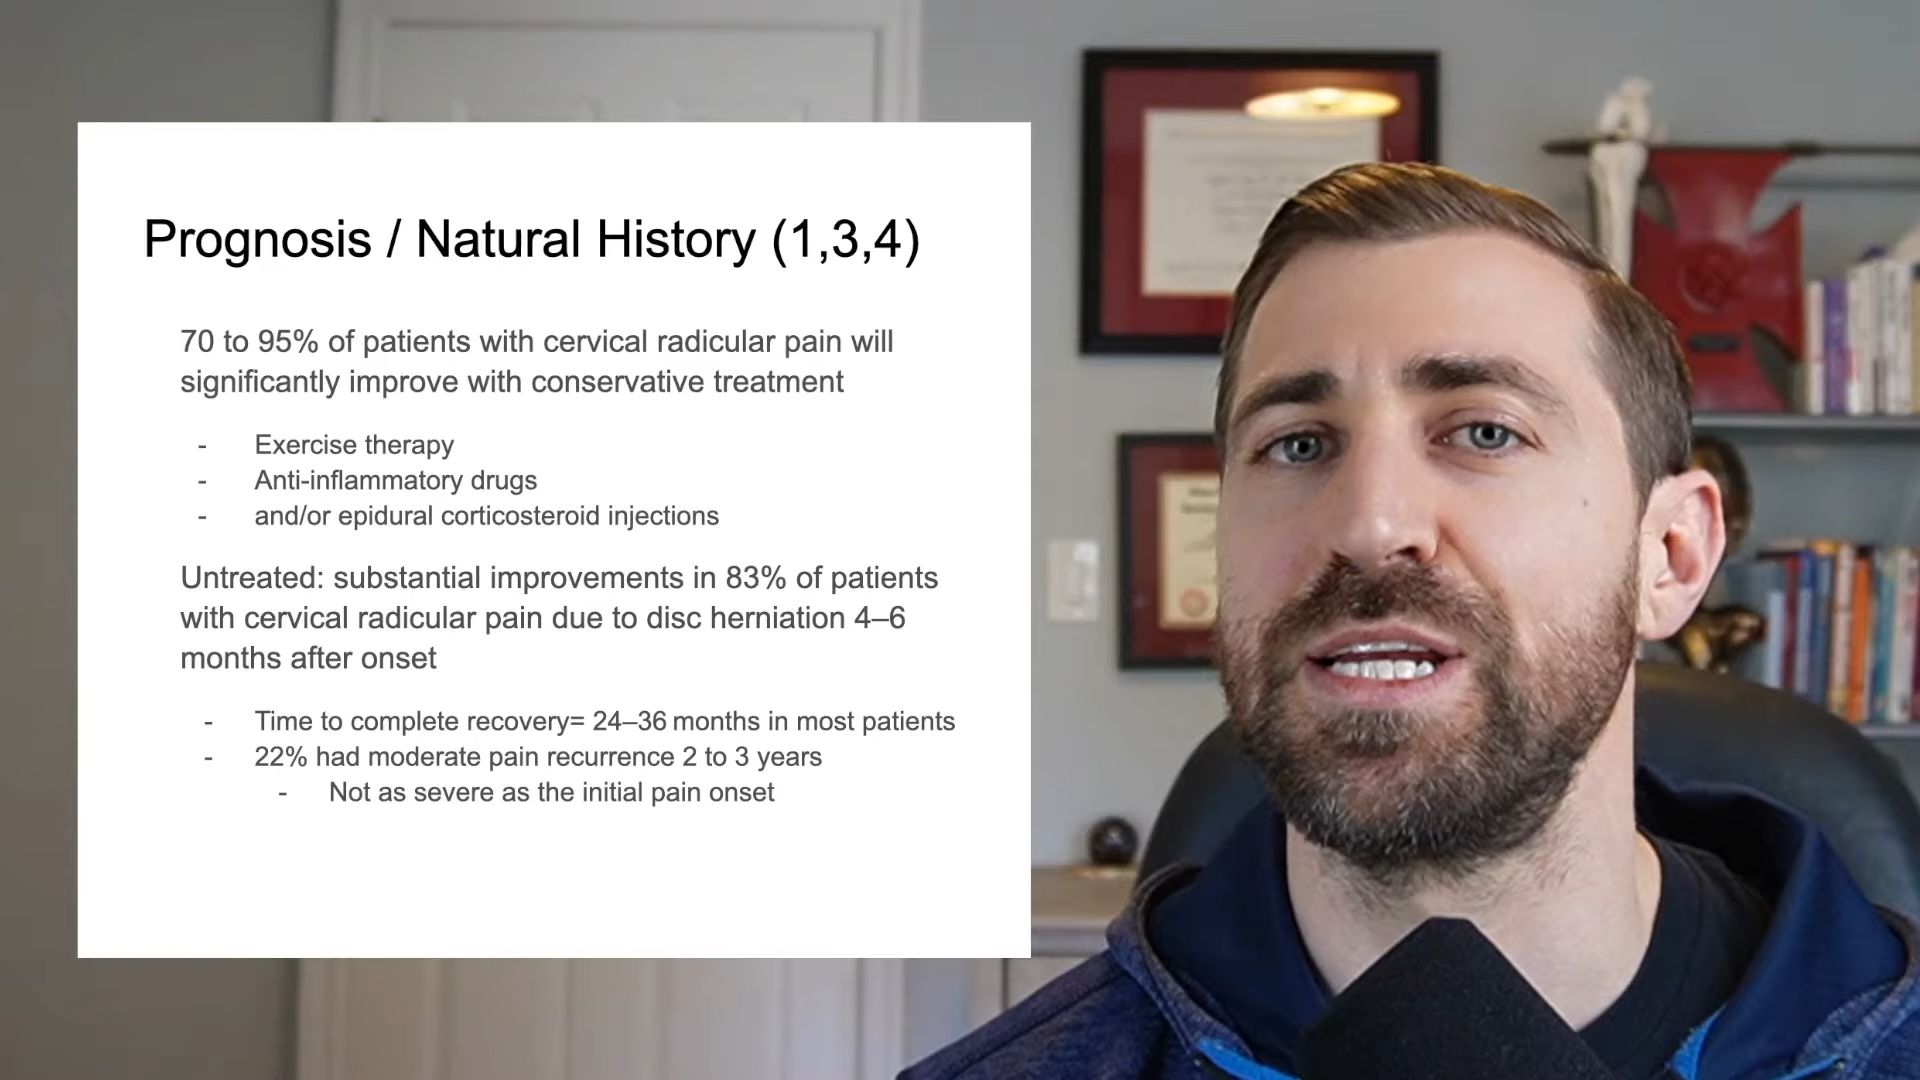 Prognosis / Natural History (1,3,4)
70 to 95% of patients with cervical radicular pain will
significantly improve with conservative treatment
- Exercise therapy
- Anti-inflammatory drugs
- and/or epidural corticosteroid injections
Untreated: substantial improvements in 83% of patients
with cervical radicular pain due to disc herniation 4–6
months after onset
- Time to complete recovery= 24–36 months in most patients
- 22% had moderate pain recurrence 2 to 3 years
- Not as severe as the initial pain onset